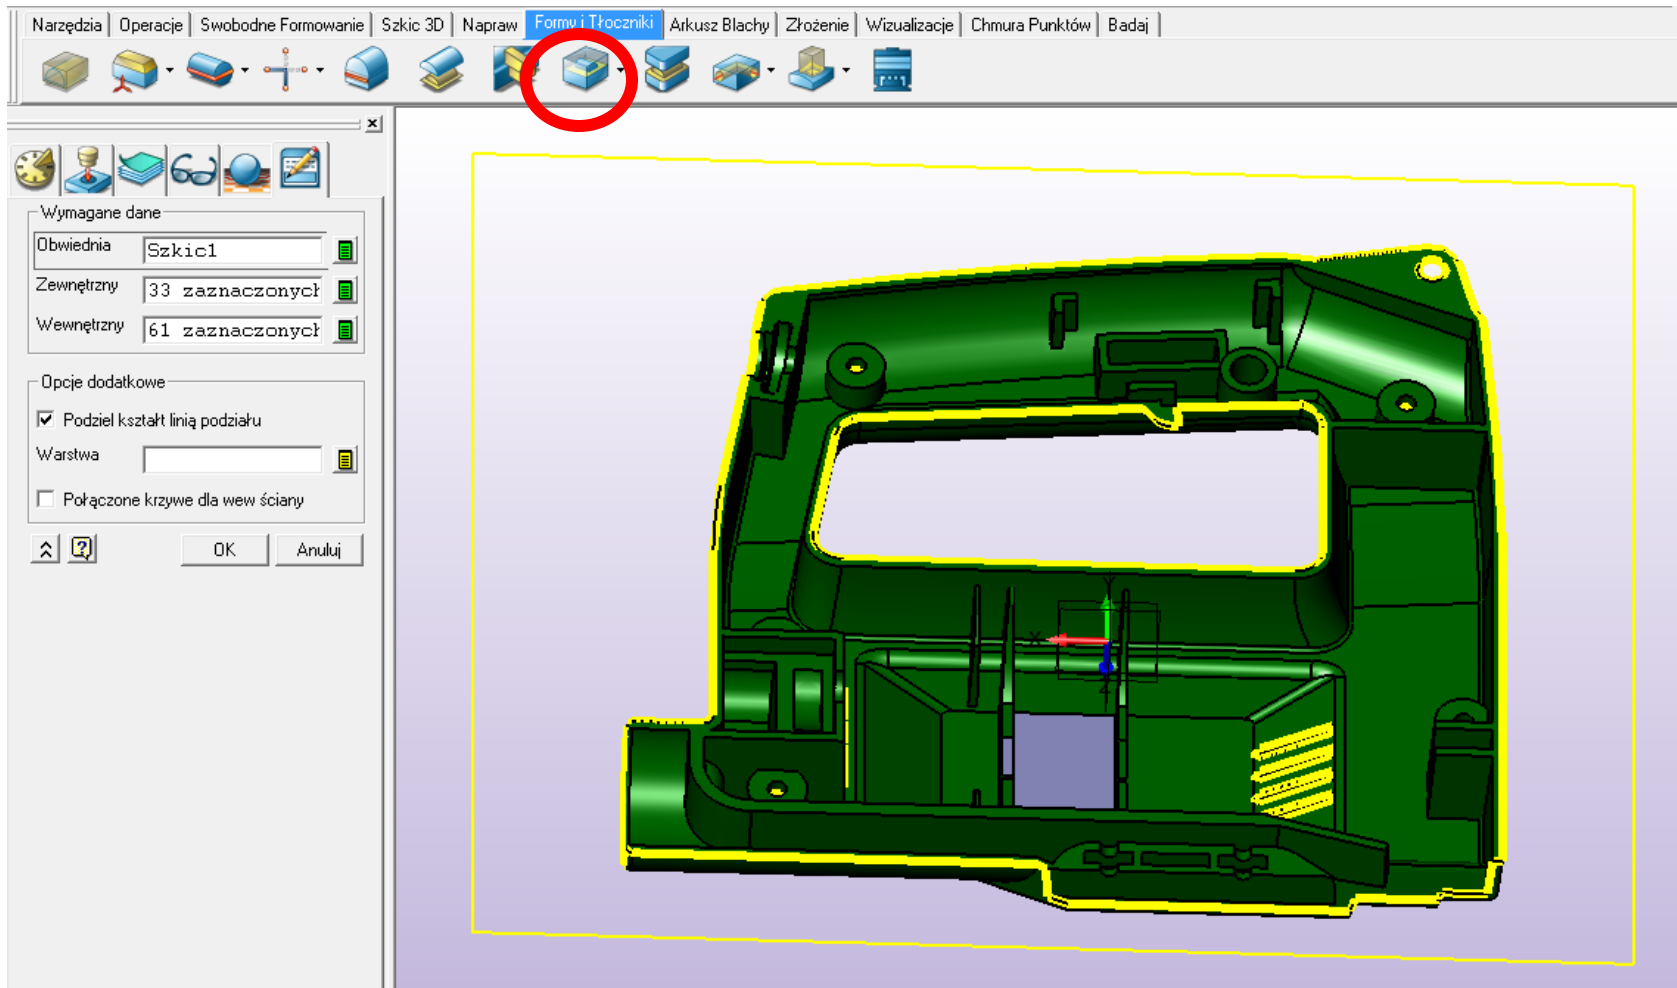 Narzędzia Operacje Swobodne Formowanie Szkic 3D Napraw Formy i Tłoczniki Arkusz Blachy Złożenie Wizualizacje Chmura Punktów Badaj
Wymagane dane
Obwiednia Szkic1
Zewnętrzny 33 zaznaczonych
Wewnętrzny 61 zaznaczonych
Opcje dodatkowe
Podziel kształt linią podziału
Warstwa
Połączone krzywe dla wew ściany
OK Anuluj
Y
X
Z